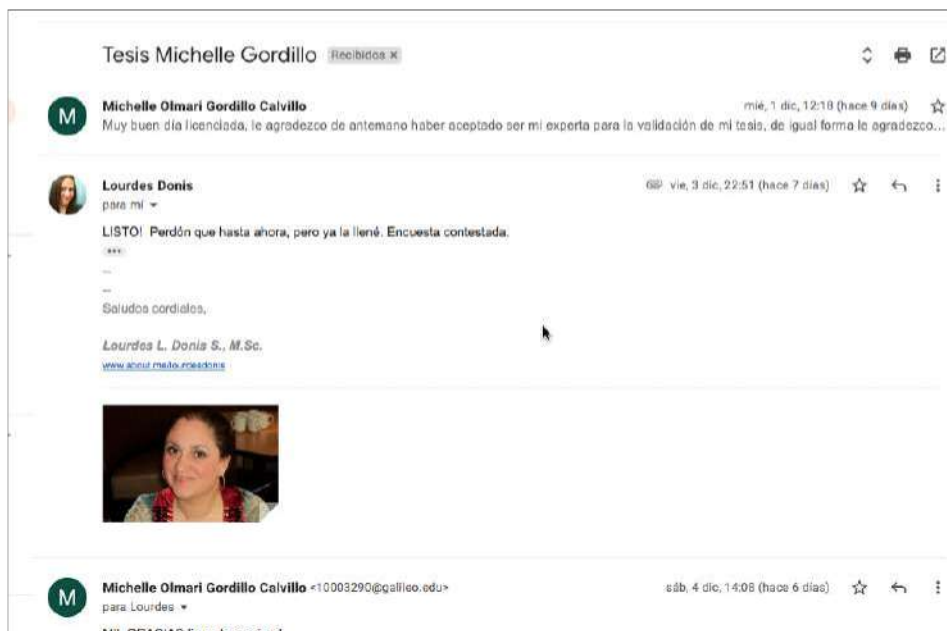 Tesis Michelle Gordillo Recibidos ×
M
Michelle Olmari Gordillo Calvillo mié, 1 dic, 12:18 (hace 9 días)
Muy buen día licenciada, le agradezco de antemano haber aceptado ser mi experta para la validación de mi tesis, de igual forma le agradezco...
Lourdes Donis vie, 3 dic, 22:51 (hace 7 días)
para mí
LISTO! Perdón que hasta ahora, pero ya la llené. Encuesta contestada.
...
--
--
Saludos cordiales,
Lourdes L. Donis S., M.Sc.
www.about.me/lourdesdonis
M
Michelle Olmari Gordillo Calvillo <10003290@galileo.edu> sáb, 4 dic, 14:08 (hace 6 días)
para Lourdes